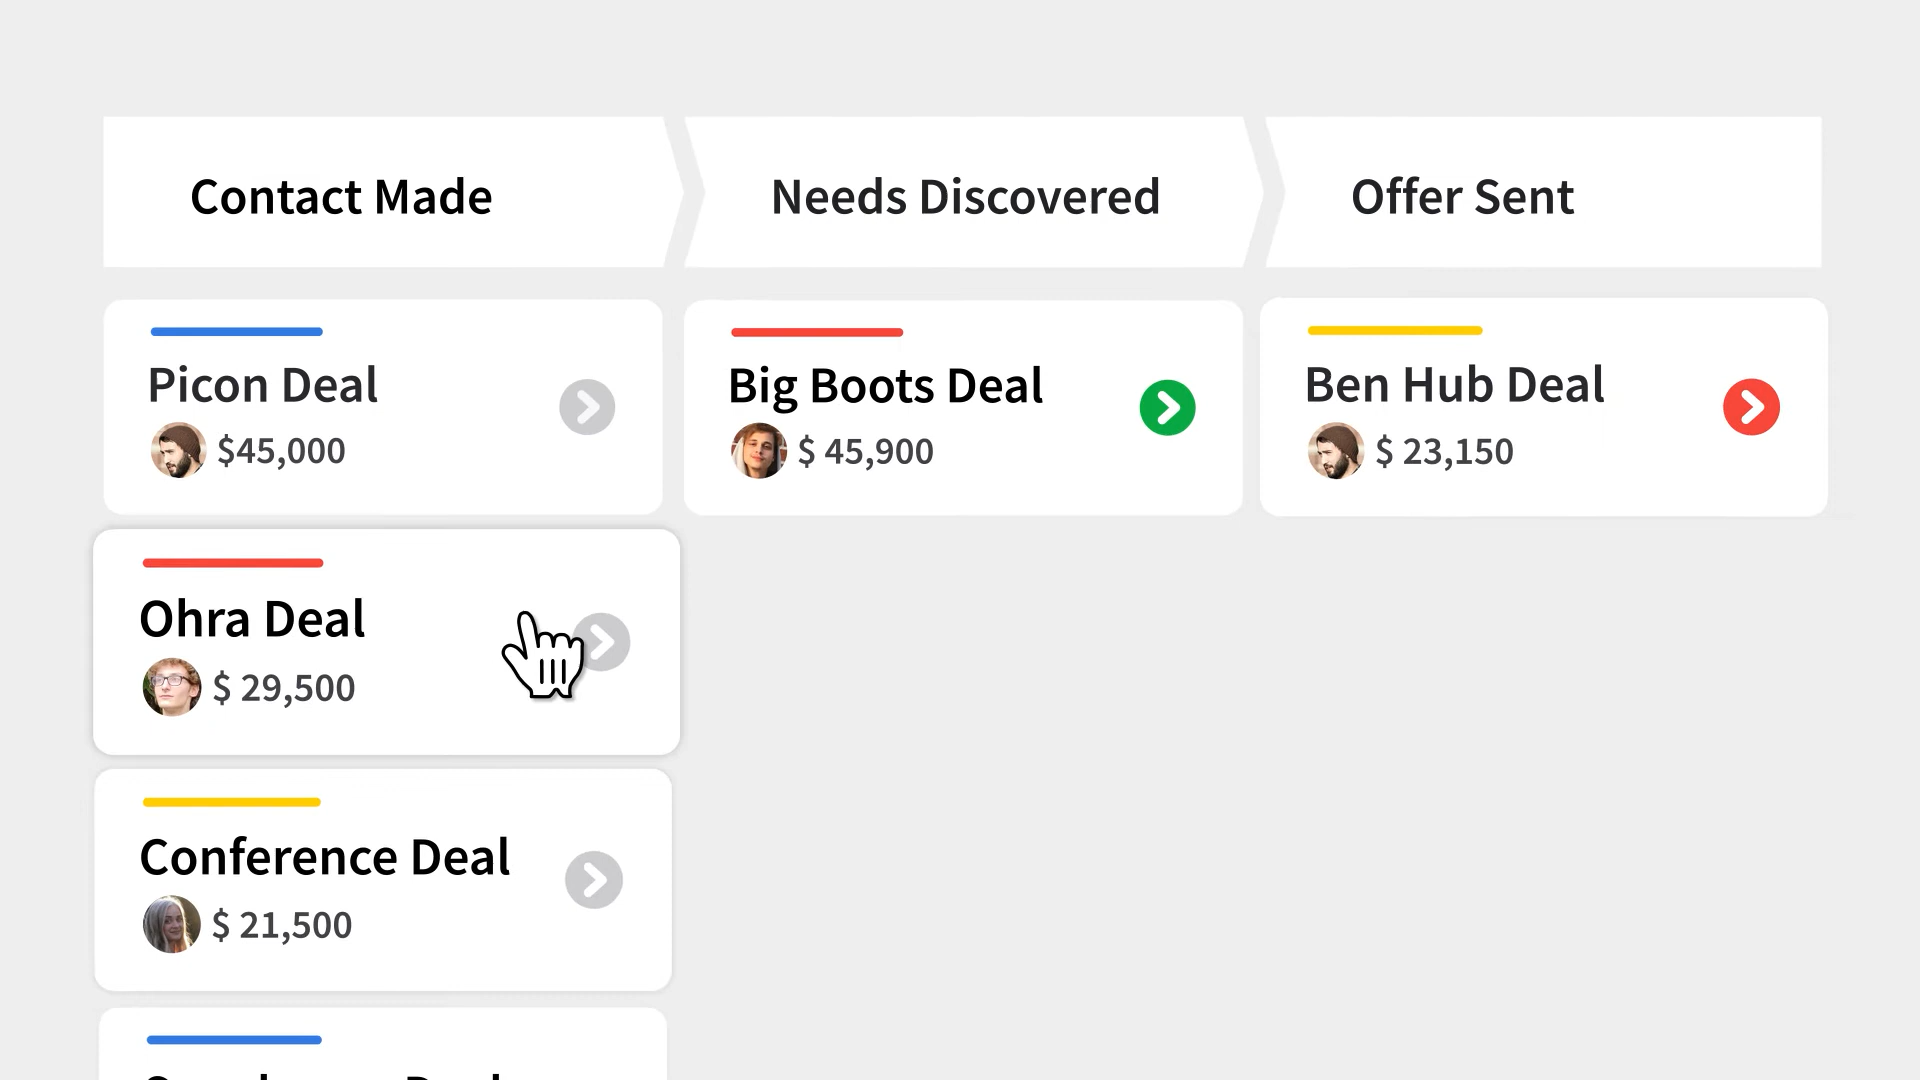 Contact Made
Needs Discovered
Offer Sent
Picon Deal
$45,000
Big Boots Deal
$ 45,900
Ben Hub Deal
$ 23,150
Ohra Deal
$ 29,500
Conference Deal
$ 21,500
Deal